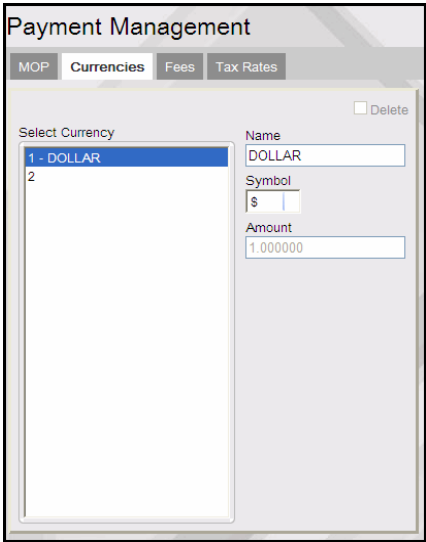 Payment Management
MOP Currencies Fees Tax Rates
Delete
Select Currency
1 - DOLLAR
2
Name
DOLLAR
Symbol
$
Amount
1.000000